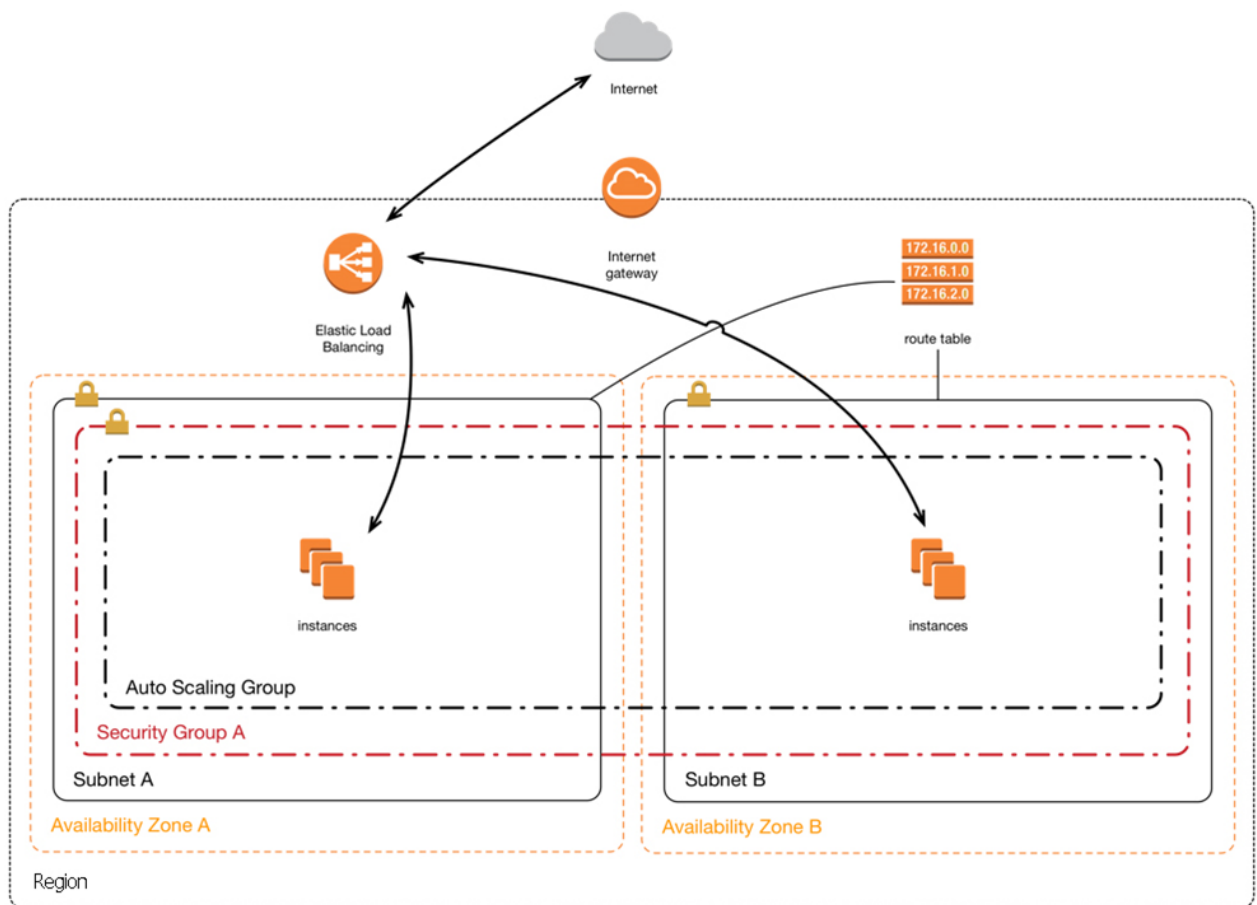 Internet
Internet
gateway
172.16.0.0
172.16.1.0
172.16.2.0
route table
Elastic Load
Balancing
instances
instances
Auto Scaling Group
Security Group A
Subnet A
Subnet B
Availability Zone A
Availability Zone B
Region